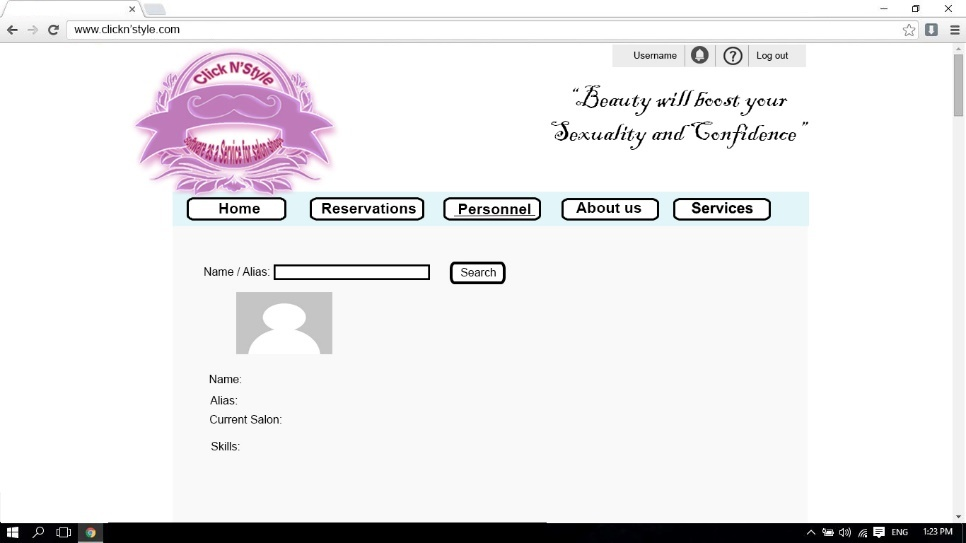 www.clickn'style.com
Username
?
Log out
Click N'Style
Software as a Service for salon
“Beauty will boost your
Sexuality and Confidence”
Home
Reservations
Personnel
About us
Services
Name / Alias:
Search
Name:
Alias:
Current Salon:
Skills:
ENG
1:23 PM